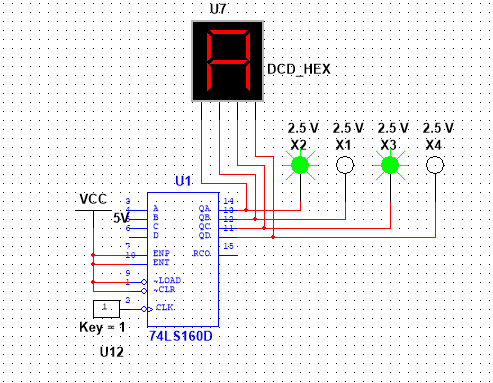 U7
DCD_HEX
2.5 V 2.5 V 2.5 V 2.5 V
X2 X1 X3 X4
U1
VCC
5V
3 A QA 14
4 B QB 13
5 C QC 12
6 D QD 11
7 ENP RCO 15
10 ENT
9 ~LOAD
1 ~CLR
2 CLK
1
Key = 1
74LS160D
U12